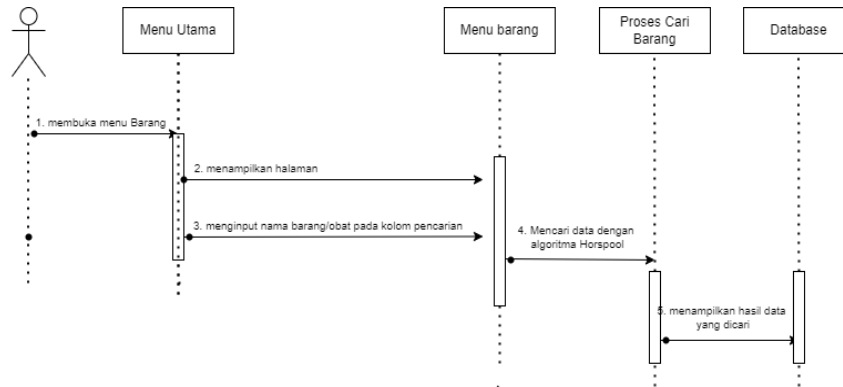 Menu Utama
Menu barang
Proses Cari
Barang
Database
1. membuka menu Barang
2. menampilkan halaman
3. menginput nama barang/obat pada kolom pencarian
4. Mencari data dengan
algoritma Horspool
5. menampilkan hasil data
yang dicari